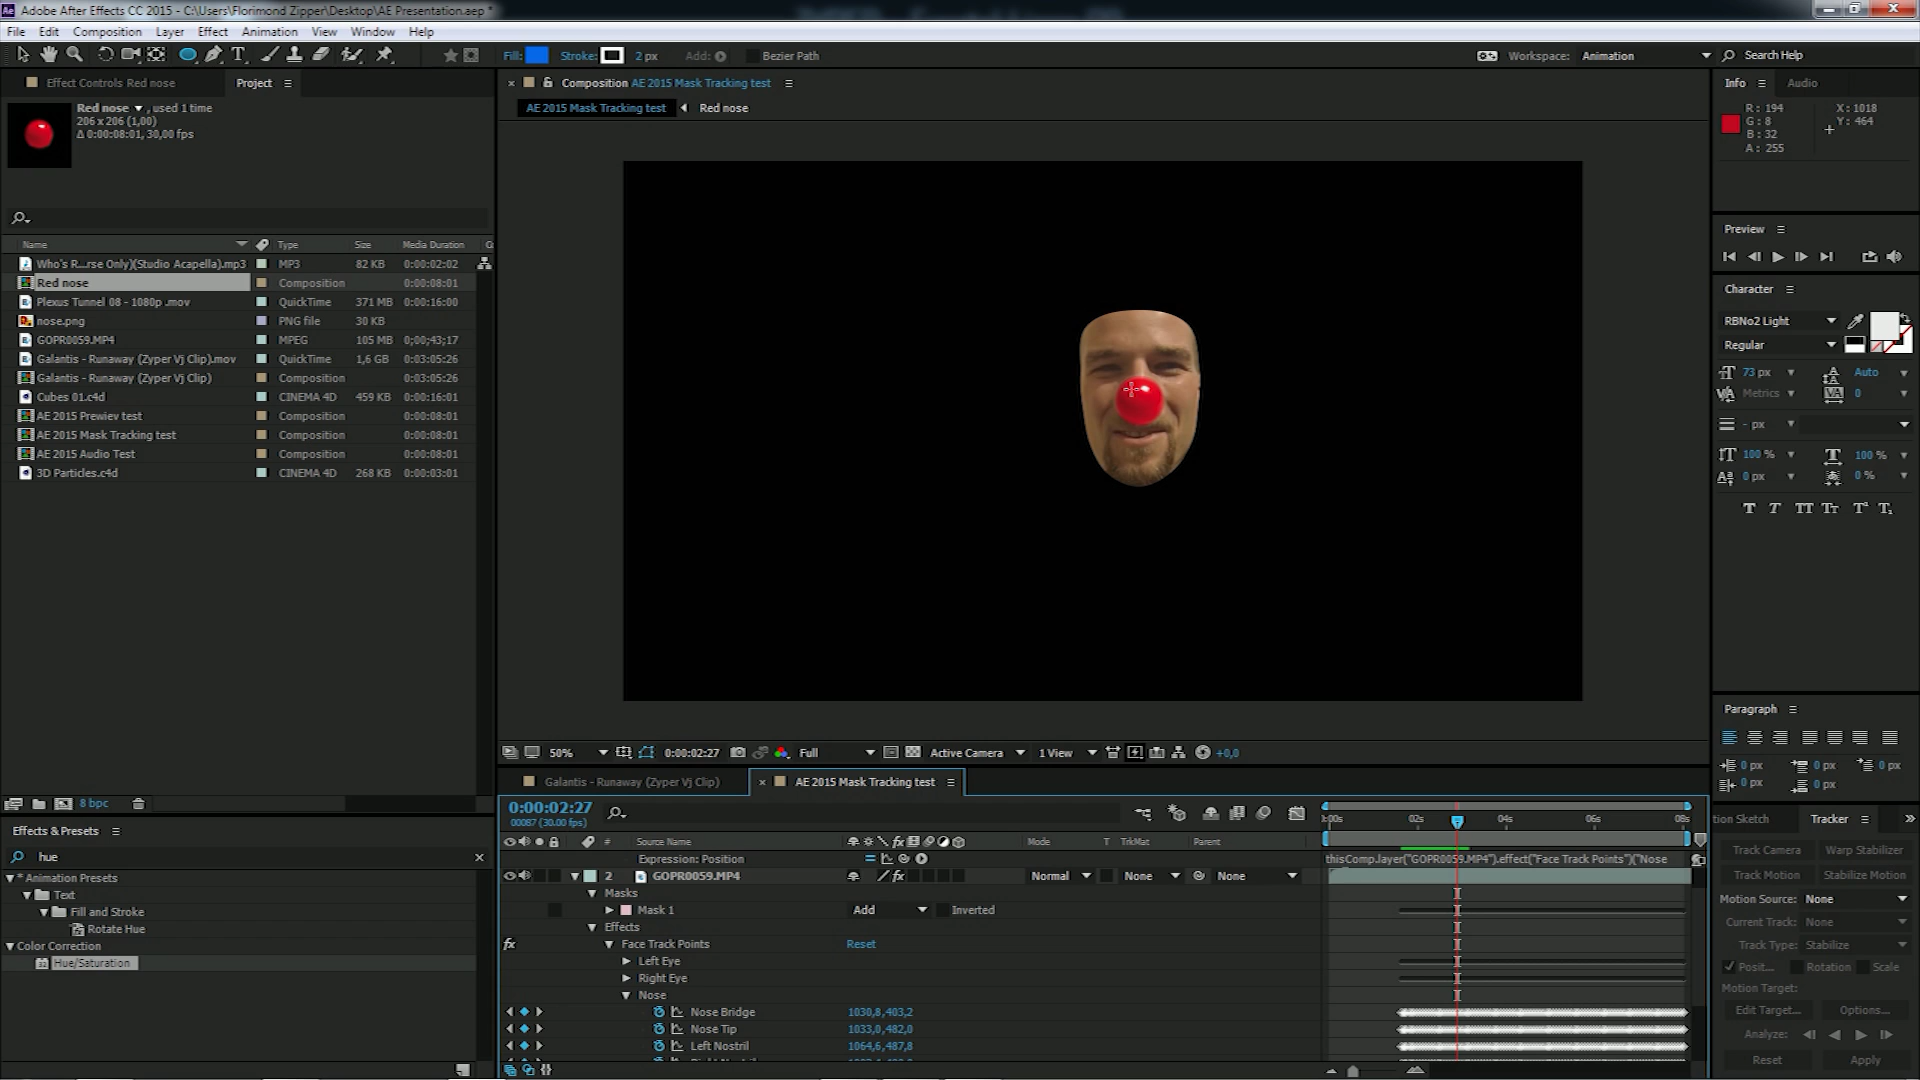 Adobe After Effects CC 2015 - C:\Users\Florimond Zipper\Desktop\AE Presentation.aep *
File Edit Composition Layer Effect Animation View Window Help
Fill: Stroke: 2 px Add: Bezier Path Workspace: Animation Search Help
Effect Controls Red nose Project
Red nose , used 1 time
206 x 206 (1,00)
Δ 0:00:08:01, 30,00 fps
Name Type Size Media Duration
Who's R...rse Only)(Studio Acapella).mp3 MP3 82 KB 0:00:02:02
Red nose Composition 0:00:08:01
Plexus Tunnel 08 - 1080p .mov QuickTime 371 MB 0:00:16:00
nose.png PNG file 30 KB
GOPR0059.MP4 MPEG 105 MB 0;00;43;17
Galantis - Runaway (Zyper Vj Clip).mov QuickTime 1,6 GB 0:03:05:26
Galantis - Runaway (Zyper Vj Clip) Composition 0:03:05:26
Cubes 01.c4d CINEMA 4D 459 KB 0:00:16:01
AE 2015 Prewiev test Composition 0:00:08:01
AE 2015 Mask Tracking test Composition 0:00:08:01
AE 2015 Audio Test Composition 0:00:08:01
3D Particles.c4d CINEMA 4D 268 KB 0:00:03:01
8 bpc
Effects & Presets
hue
* Animation Presets
Text
Fill and Stroke
Rotate Hue
Color Correction
Hue/Saturation
Composition AE 2015 Mask Tracking test
AE 2015 Mask Tracking test Red nose
50% 0:00:02:27 Full Active Camera 1 View +0,0
Galantis - Runaway (Zyper Vj Clip) AE 2015 Mask Tracking test
0:00:02:27
00087 (30.00 fps)
:00s 02s 04s 06s 08s
# Source Name Mode T TrkMat Parent
Expression: Position thisComp.layer("GOPR0059.MP4").effect("Face Track Points")("Nose
2 GOPR0059.MP4 Normal None None
Masks
Mask 1 Add Inverted
Effects
fx Face Track Points Reset
Left Eye
Right Eye
Nose
Nose Bridge 1030,8,403,2
Nose Tip 1033,0,482,0
Left Nostril 1064,6,487,8
Info Audio
R: 194 X: 1018
G: 8 Y: 464
B: 32
A: 255
Preview
Character
RBNo2 Light
Regular
73 px Auto
Metrics 0
- px
100 % 100 %
0 px 0 %
T T TT TT T¹ T₁
Paragraph
0 px 0 px 0 px
0 px 0 px
tion Sketch Tracker
Track Camera Warp Stabilizer
Track Motion Stabilize Motion
Motion Source: None
Current Track: None
Track Type: Stabilize
Posit... Rotation Scale
Motion Target:
Edit Target... Options...
Analyze:
Reset Apply